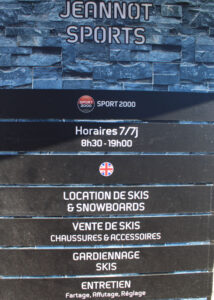 JEANNOT
SPORTS
SPORT 2000
SPORT 2000
Horaires 7/7j
8h30 - 19h00
LOCATION DE SKIS
& SNOWBOARDS
VENTE DE SKIS
CHAUSSURES & ACCESSOIRES
GARDIENNAGE
SKIS
ENTRETIEN
Fartage, Affutage, Réglage